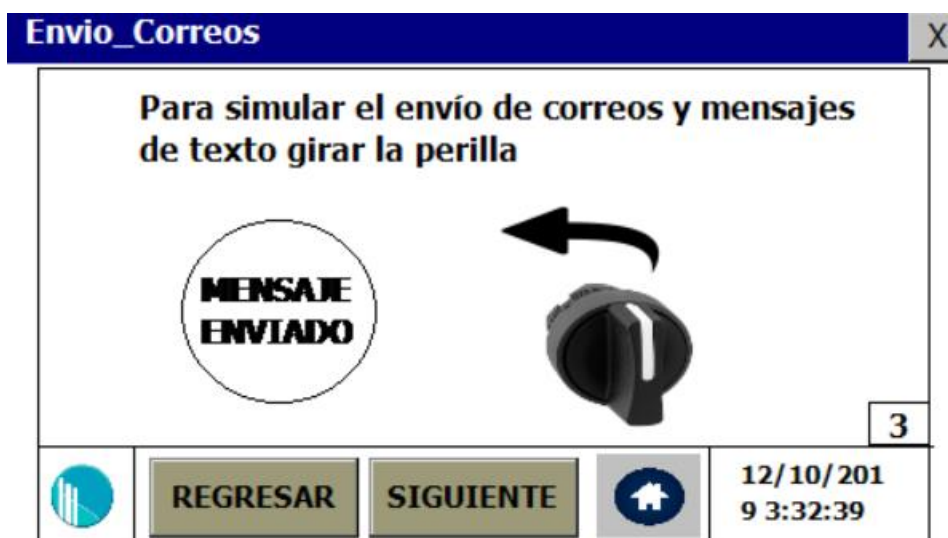 Envio_Correos
X
Para simular el envío de correos y mensajes
de texto girar la perilla
MENSAJE
ENVIADO
3
REGRESAR
SIGUIENTE
12/10/201
9 3:32:39